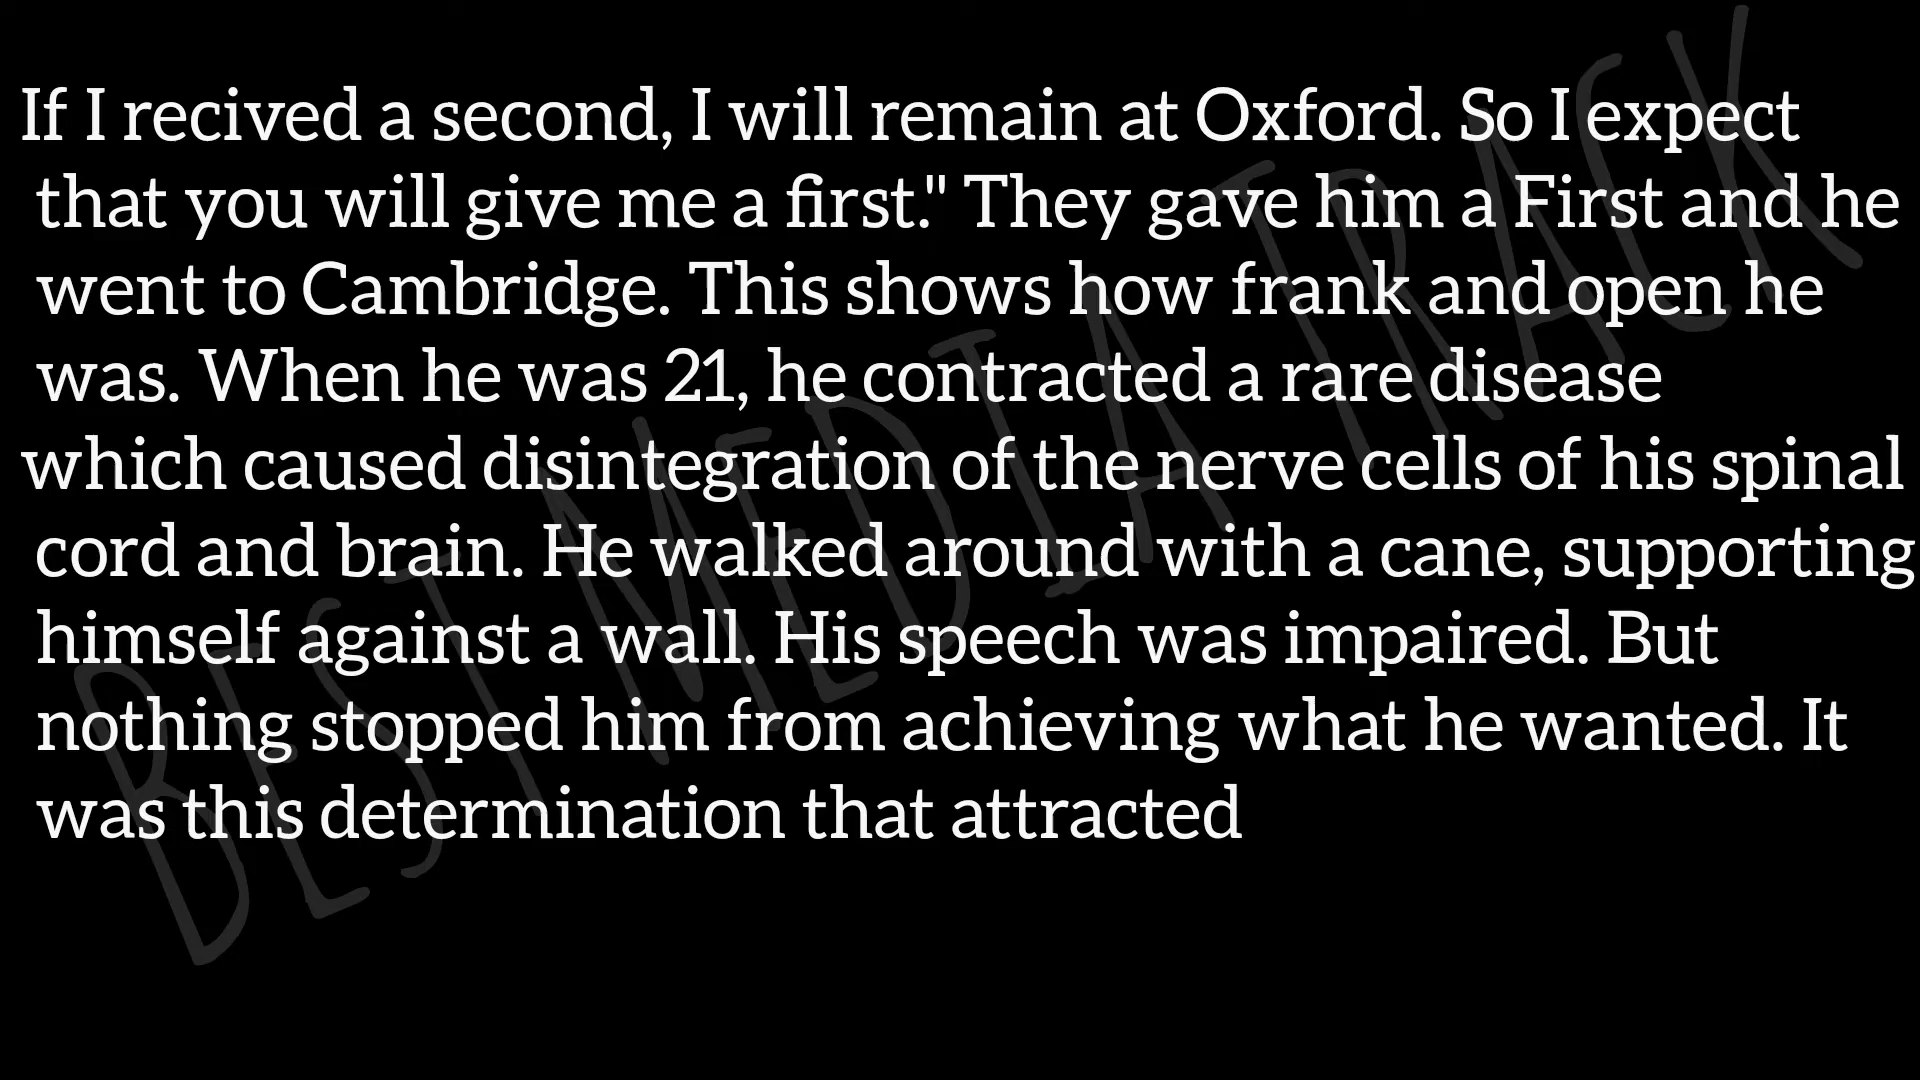 If I recived a second, I will remain at Oxford. So I expect
that you will give me a first." They gave him a First and he
went to Cambridge. This shows how frank and open he
was. When he was 21, he contracted a rare disease
which caused disintegration of the nerve cells of his spinal
cord and brain. He walked around with a cane, supporting
himself against a wall. His speech was impaired. But
nothing stopped him from achieving what he wanted. It
was this determination that attracted
BEST MEDIA TRACK